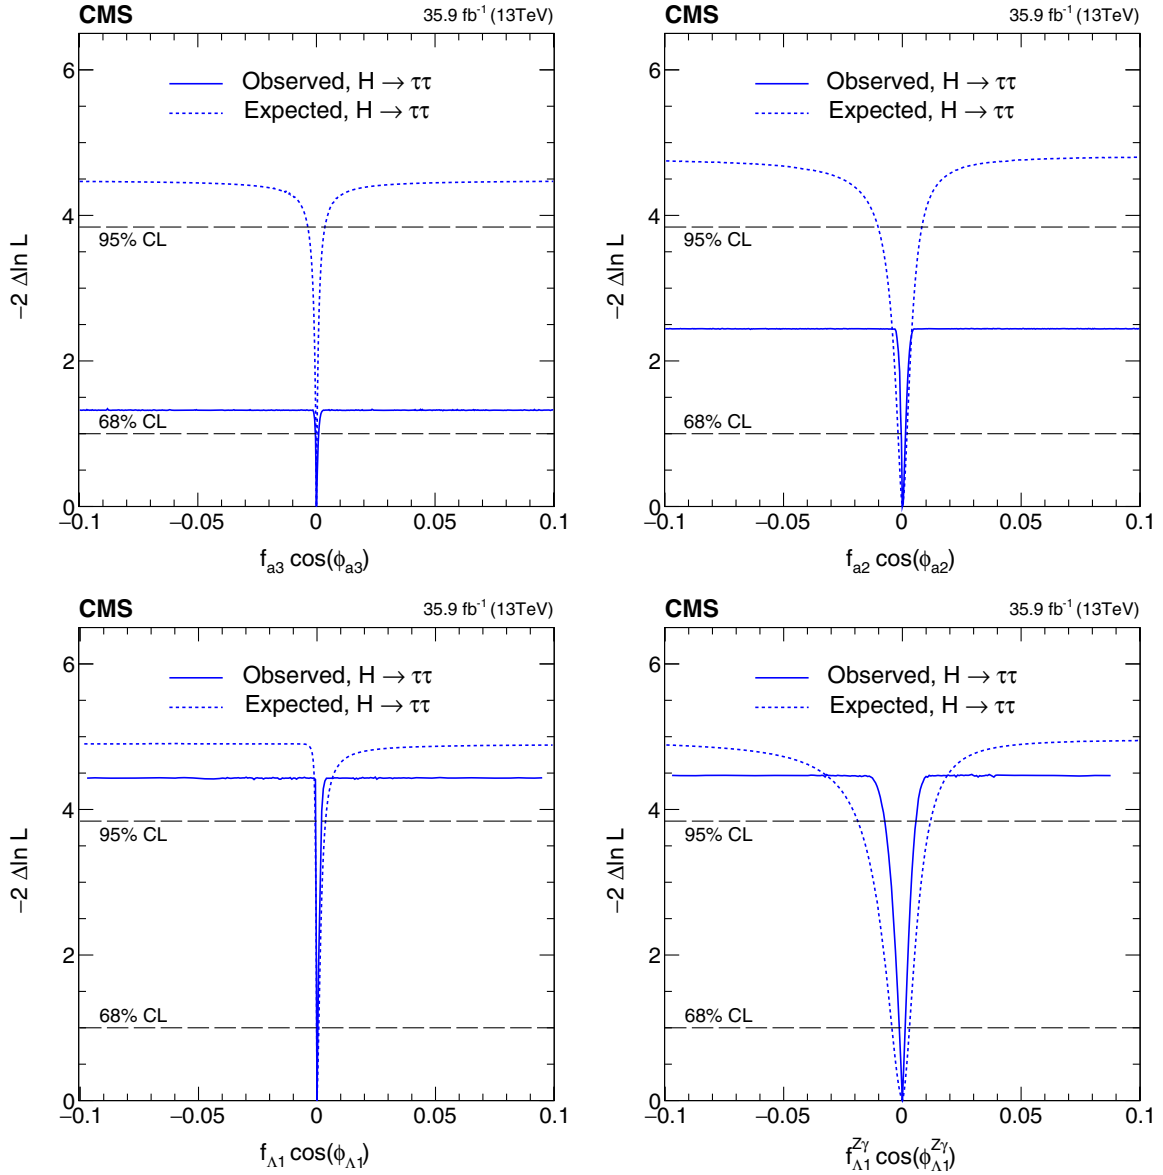 CMS 35.9 fb⁻¹ (13TeV)
Observed, H → ττ
Expected, H → ττ
95% CL
68% CL
−2 Δln L
0 2 4 6
−0.1 −0.05 0 0.05 0.1
f_a3 cos(ϕ_a3)
CMS 35.9 fb⁻¹ (13TeV)
Observed, H → ττ
Expected, H → ττ
95% CL
68% CL
−2 Δln L
0 2 4 6
−0.1 −0.05 0 0.05 0.1
f_a2 cos(ϕ_a2)
CMS 35.9 fb⁻¹ (13TeV)
Observed, H → ττ
Expected, H → ττ
95% CL
68% CL
−2 Δln L
0 2 4 6
−0.1 −0.05 0 0.05 0.1
f_Λ1 cos(ϕ_Λ1)
CMS 35.9 fb⁻¹ (13TeV)
Observed, H → ττ
Expected, H → ττ
95% CL
68% CL
−2 Δln L
0 2 4 6
−0.1 −0.05 0 0.05 0.1
f_Λ1^Zγ cos(ϕ_Λ1^Zγ)